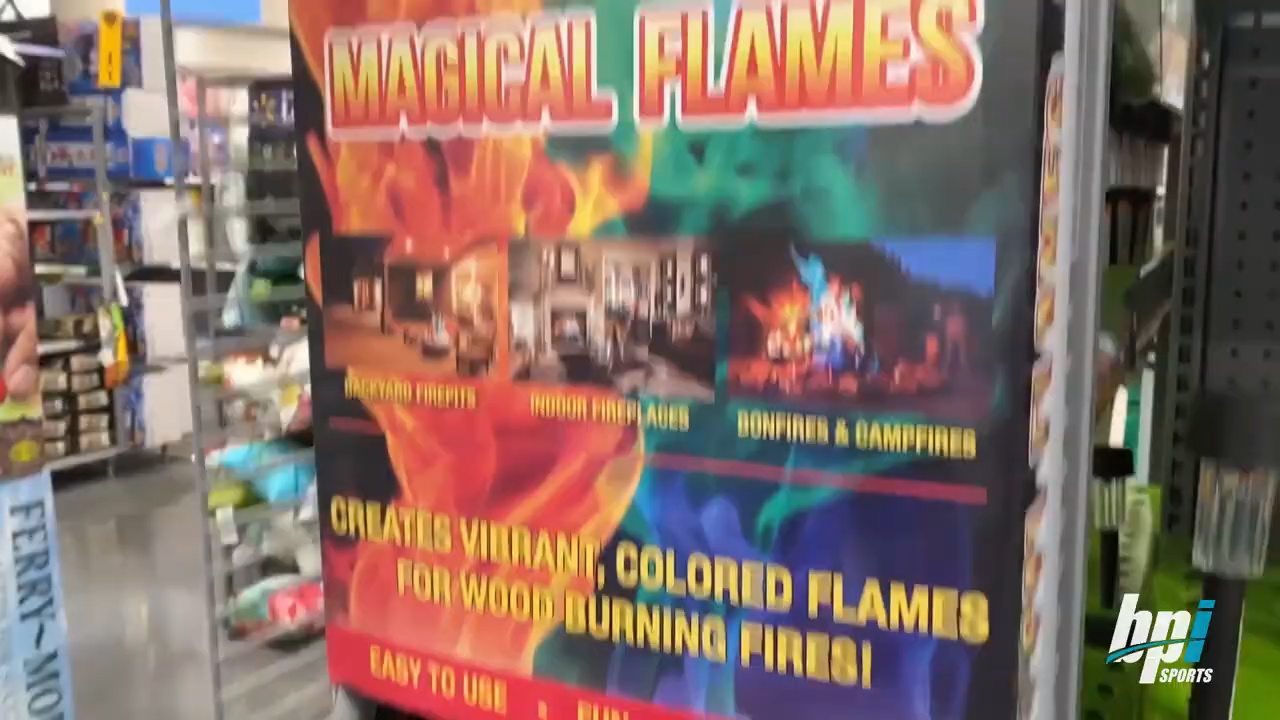 MAGICAL FLAMES
BACKYARD FIREPITS
INDOOR FIREPLACES
BONFIRES & CAMPFIRES
CREATES VIBRANT, COLORED FLAMES
FOR WOOD BURNING FIRES!
EASY TO USE
FUN
FERRY~MO
bpi
SPORTS